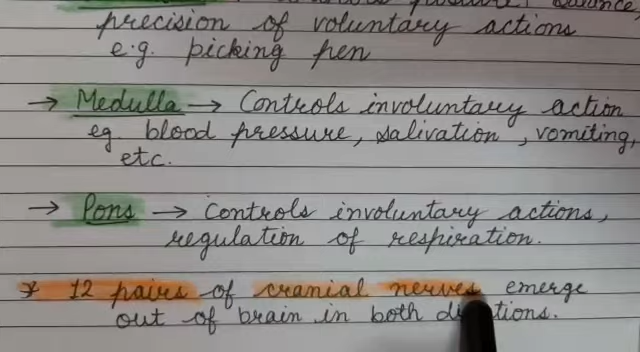 balance
precision of voluntary actions
e.g. picking pen
→ Medulla → Controls involuntary action
eg. blood pressure, salivation, vomiting,
etc.
→ Pons → Controls involuntary actions,
regulation of respiration.
* 12 pairs of cranial nerves emerge
out of brain in both